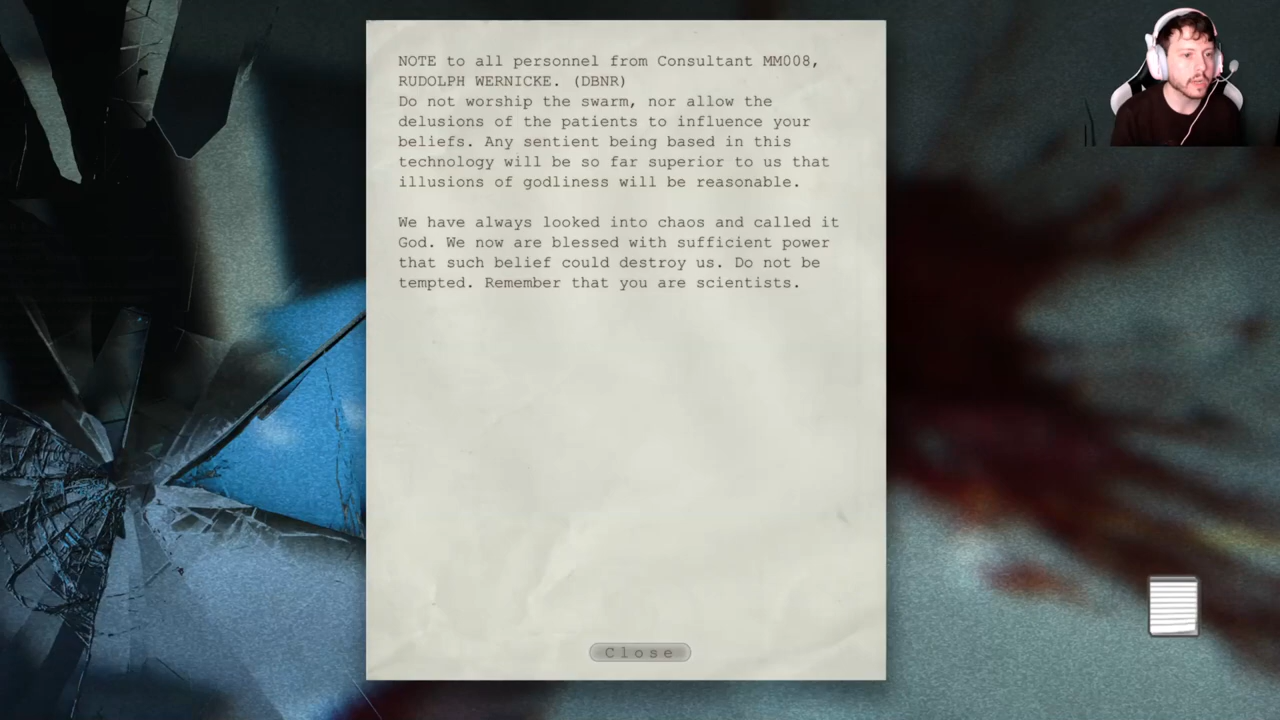 NOTE to all personnel from Consultant MM008,
RUDOLPH WERNICKE. (DBNR)
Do not worship the swarm, nor allow the
delusions of the patients to influence your
beliefs. Any sentient being based in this
technology will be so far superior to us that
illusions of godliness will be reasonable.
We have always looked into chaos and called it
God. We now are blessed with sufficient power
that such belief could destroy us. Do not be
tempted. Remember that you are scientists.
Close